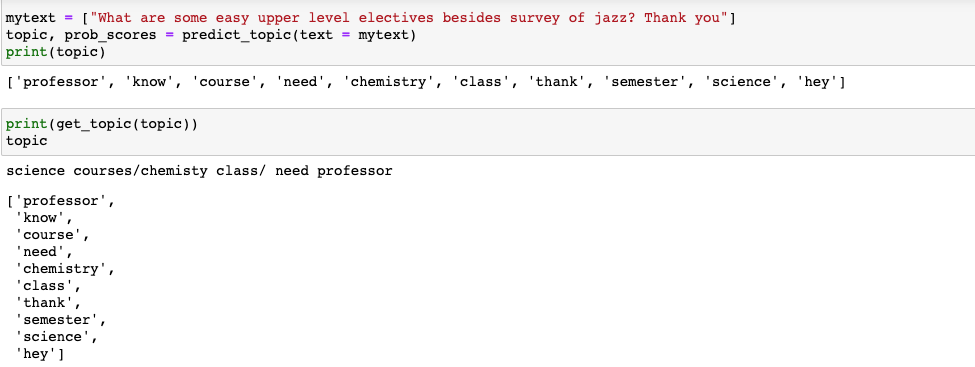 mytext = ["What are some easy upper level electives besides survey of jazz? Thank you"]
topic, prob_scores = predict_topic(text = mytext)
print(topic)
['professor', 'know', 'course', 'need', 'chemistry', 'class', 'thank', 'semester', 'science', 'hey']
print(get_topic(topic))
topic
science courses/chemisty class/ need professor
['professor',
 'know',
 'course',
 'need',
 'chemistry',
 'class',
 'thank',
 'semester',
 'science',
 'hey']